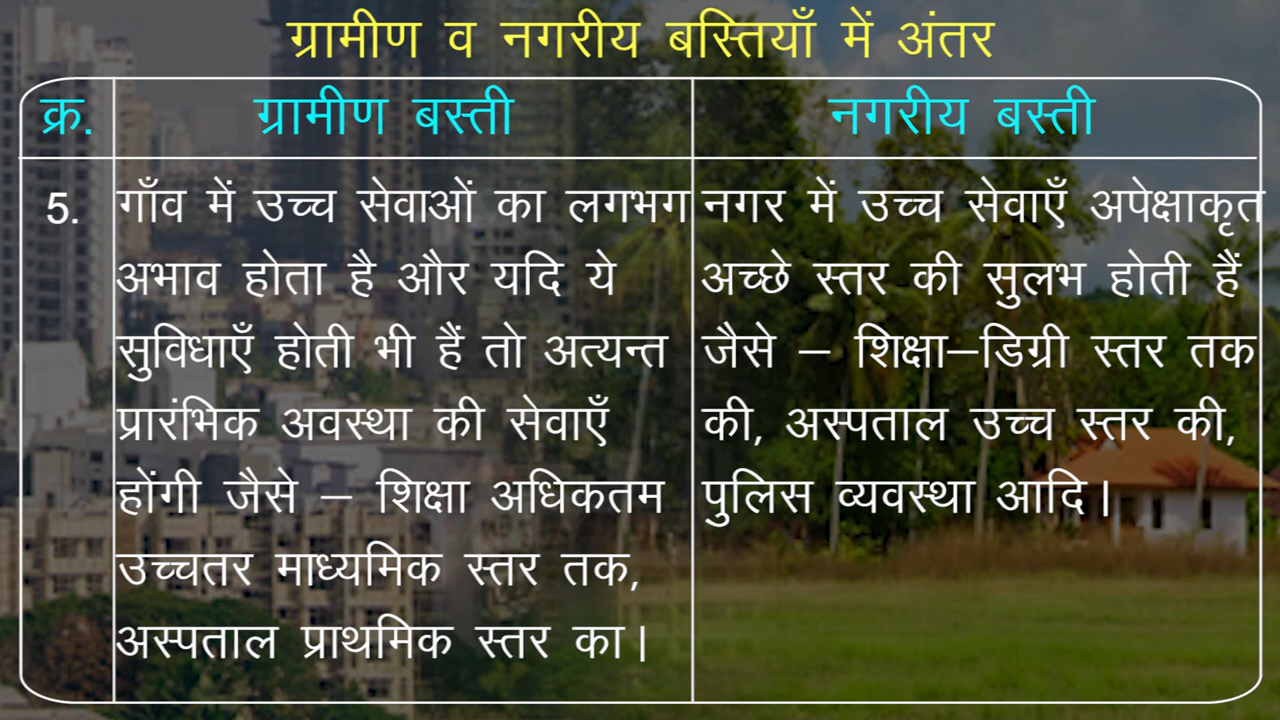 ग्रामीण व नगरीय बस्तियाँ में अंतर
क्र. ग्रामीण बस्ती नगरीय बस्ती
5. गाँव में उच्च सेवाओं का लगभग
अभाव होता है और यदि ये
सुविधाएँ होती भी हैं तो अत्यन्त
प्रारंभिक अवस्था की सेवाएँ
होंगी जैसे – शिक्षा अधिकतम
उच्चतर माध्यमिक स्तर तक,
अस्पताल प्राथमिक स्तर का।
नगर में उच्च सेवाएँ अपेक्षाकृत
अच्छे स्तर की सुलभ होती हैं
जैसे – शिक्षा–डिग्री स्तर तक
की, अस्पताल उच्च स्तर की,
पुलिस व्यवस्था आदि।